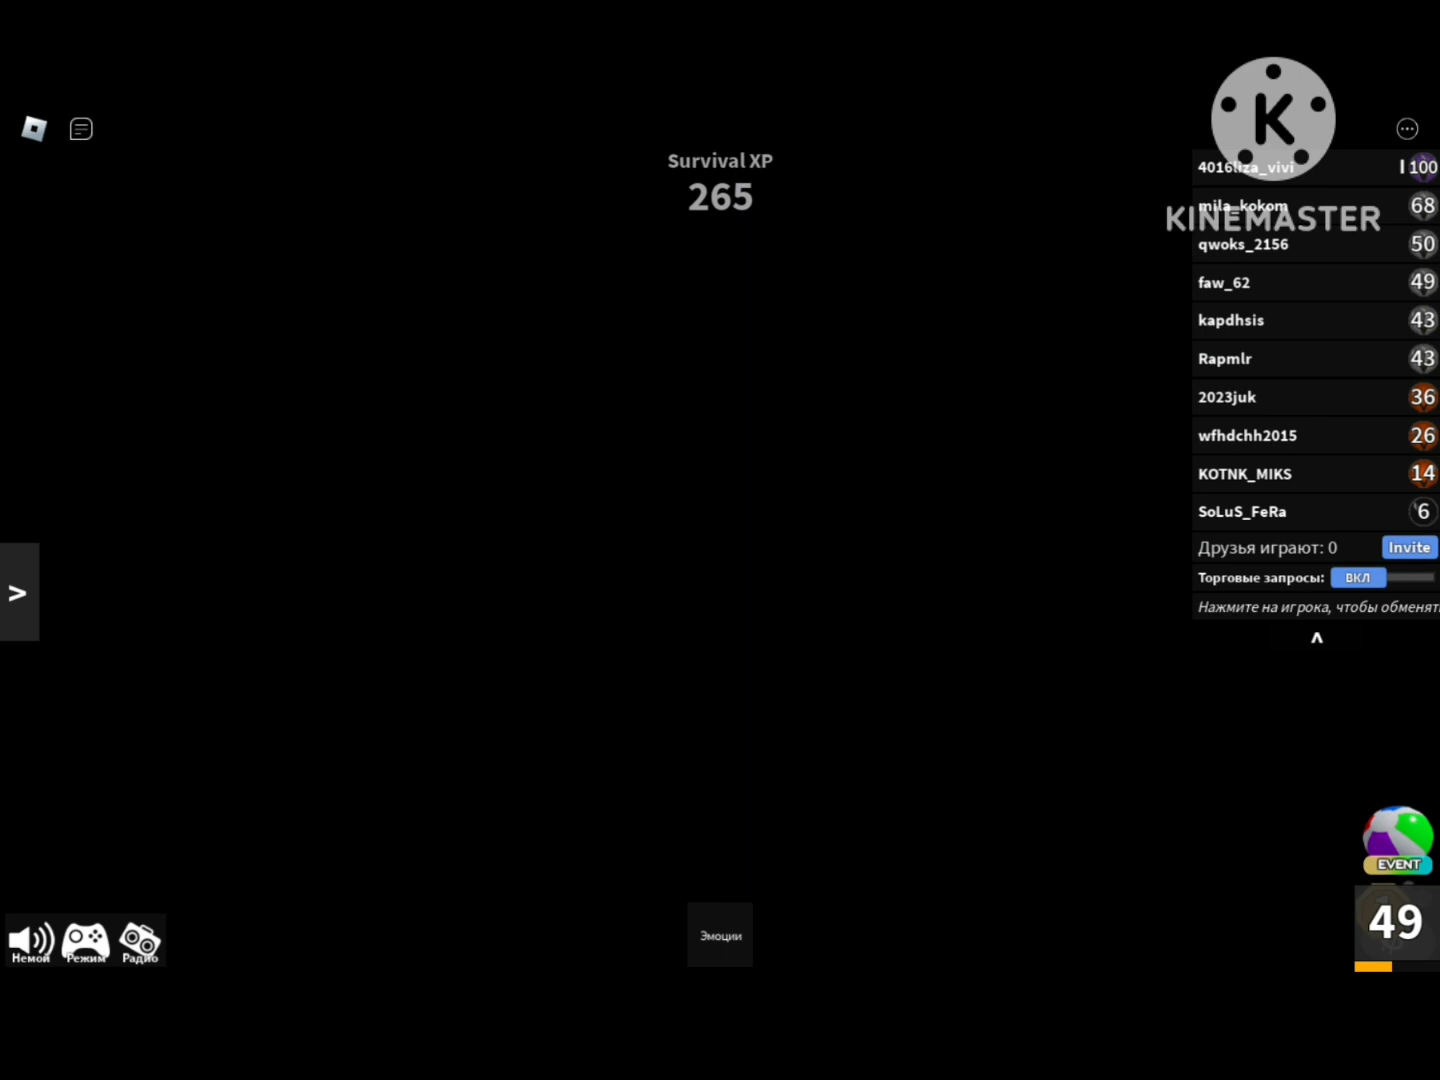 Survival XP
265
K
KINEMASTER
4016liza_vivi 100
mila_kokom 68
qwoks_2156 50
faw_62 49
kapdhsis 43
Rapmlr 43
2023juk 36
wfhdchh2015 26
KOTNK_MIKS 14
SoLuS_FeRa 6
Друзья играют: 0 Invite
Торговые запросы: ВКЛ
Нажмите на игрока, чтобы
>
^
EVENT
49
Немой Режим Радио
Эмоции